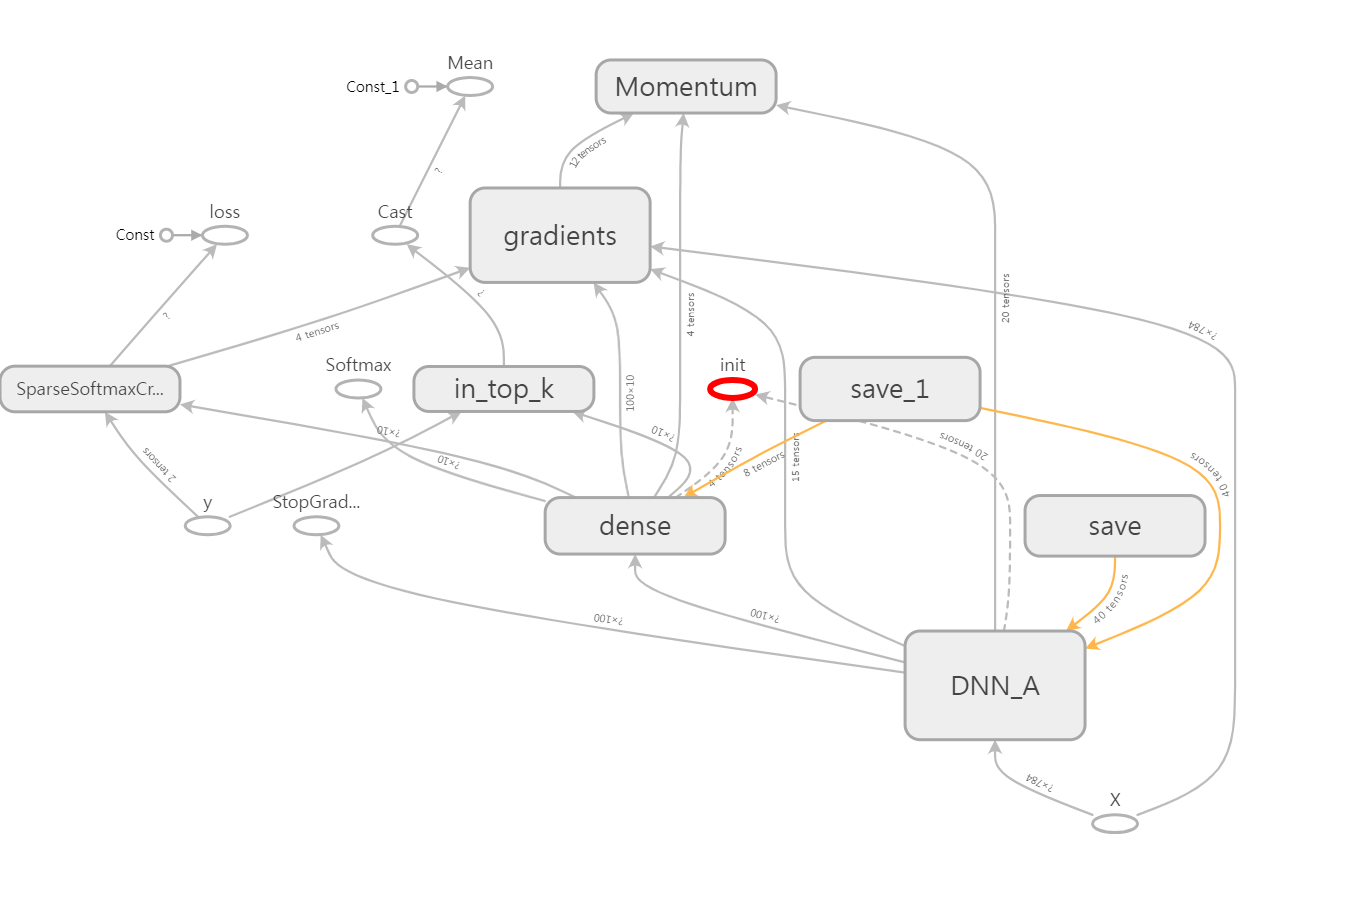 Mean
Const_1
Momentum
12 tensors
?
loss
Cast
Const
gradients
?
?
4 tensors
4 tensors
20 tensors
?×784
SparseSoftmaxCr...
Softmax
in_top_k
100×10
init
save_1
?×10
?×10
?×10
2 tensors
4 tensors
8 tensors
15 tensors
20 tensors
40 tensors
y
StopGrad...
dense
save
?×100
?×100
40 tensors
DNN_A
?×784
X